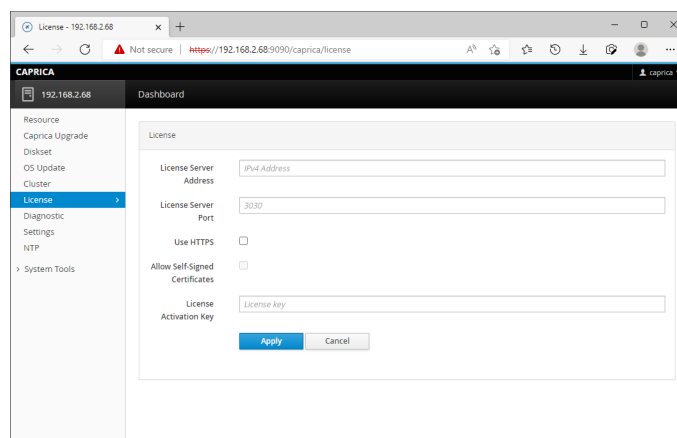 License - 192.168.2.68
Not secure | https://192.168.2.68:9090/caprica/license
CAPRICA
caprica
192.168.2.68
Dashboard
Resource
Caprica Upgrade
Diskset
OS Update
Cluster
License
Diagnostic
Settings
NTP
System Tools
License
License Server
Address
IPv4 Address
License Server
Port
3030
Use HTTPS
Allow Self-Signed
Certificates
License
Activation Key
License key
Apply
Cancel